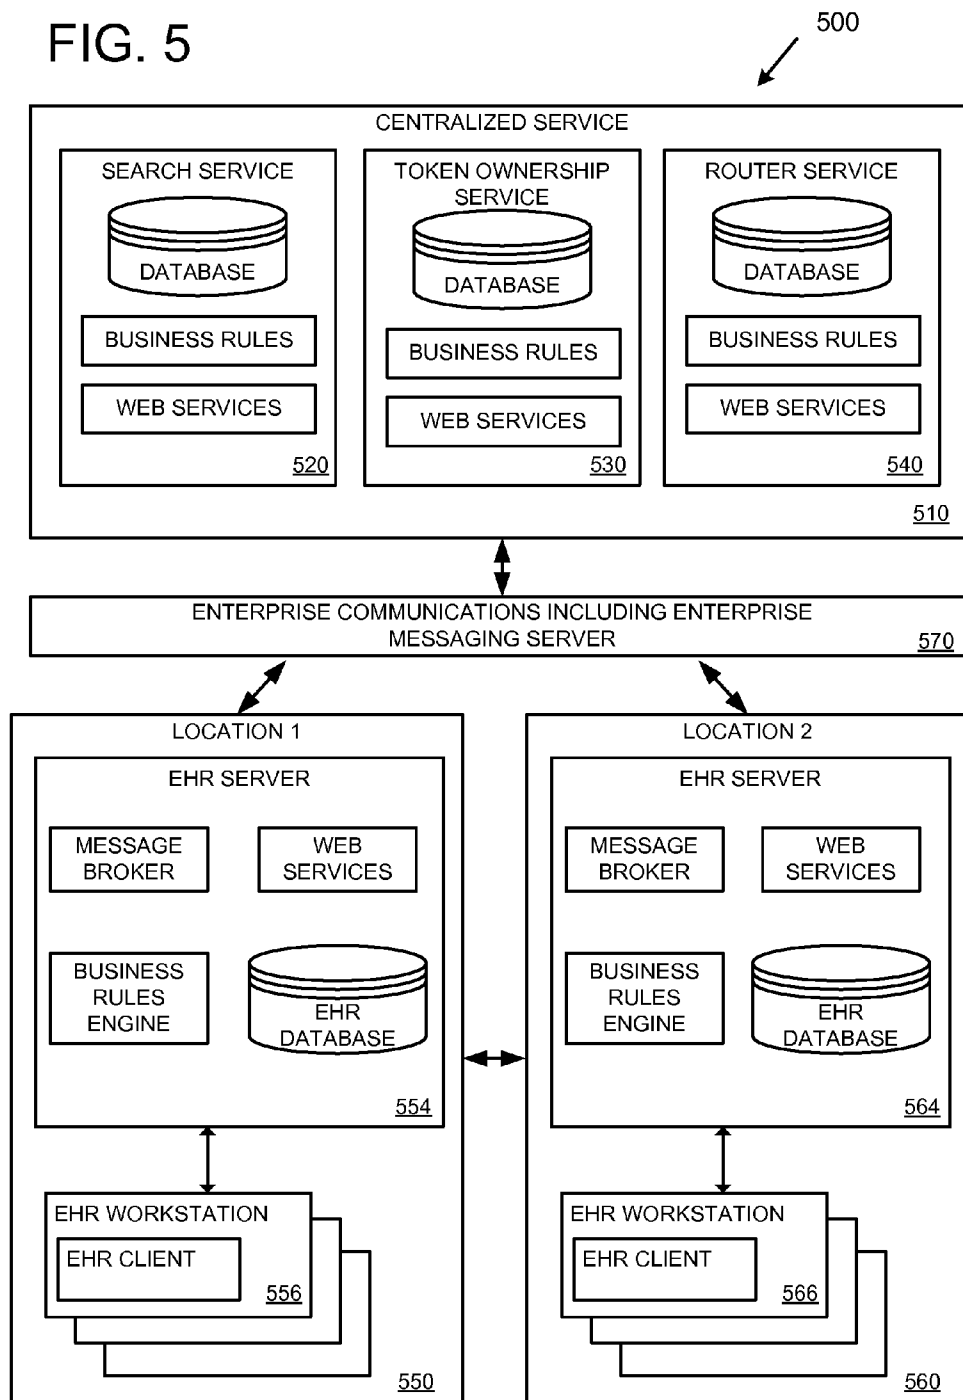 FIG. 5
500
CENTRALIZED SERVICE
SEARCH SERVICE
DATABASE
BUSINESS RULES
WEB SERVICES
520
TOKEN OWNERSHIP
SERVICE
DATABASE
BUSINESS RULES
WEB SERVICES
530
ROUTER SERVICE
DATABASE
BUSINESS RULES
WEB SERVICES
540
510
ENTERPRISE COMMUNICATIONS INCLUDING ENTERPRISE
MESSAGING SERVER
570
LOCATION 1
EHR SERVER
MESSAGE
BROKER
WEB
SERVICES
BUSINESS
RULES
ENGINE
EHR
DATABASE
554
EHR WORKSTATION
EHR CLIENT
556
550
LOCATION 2
EHR SERVER
MESSAGE
BROKER
WEB
SERVICES
BUSINESS
RULES
ENGINE
EHR
DATABASE
564
EHR WORKSTATION
EHR CLIENT
566
560